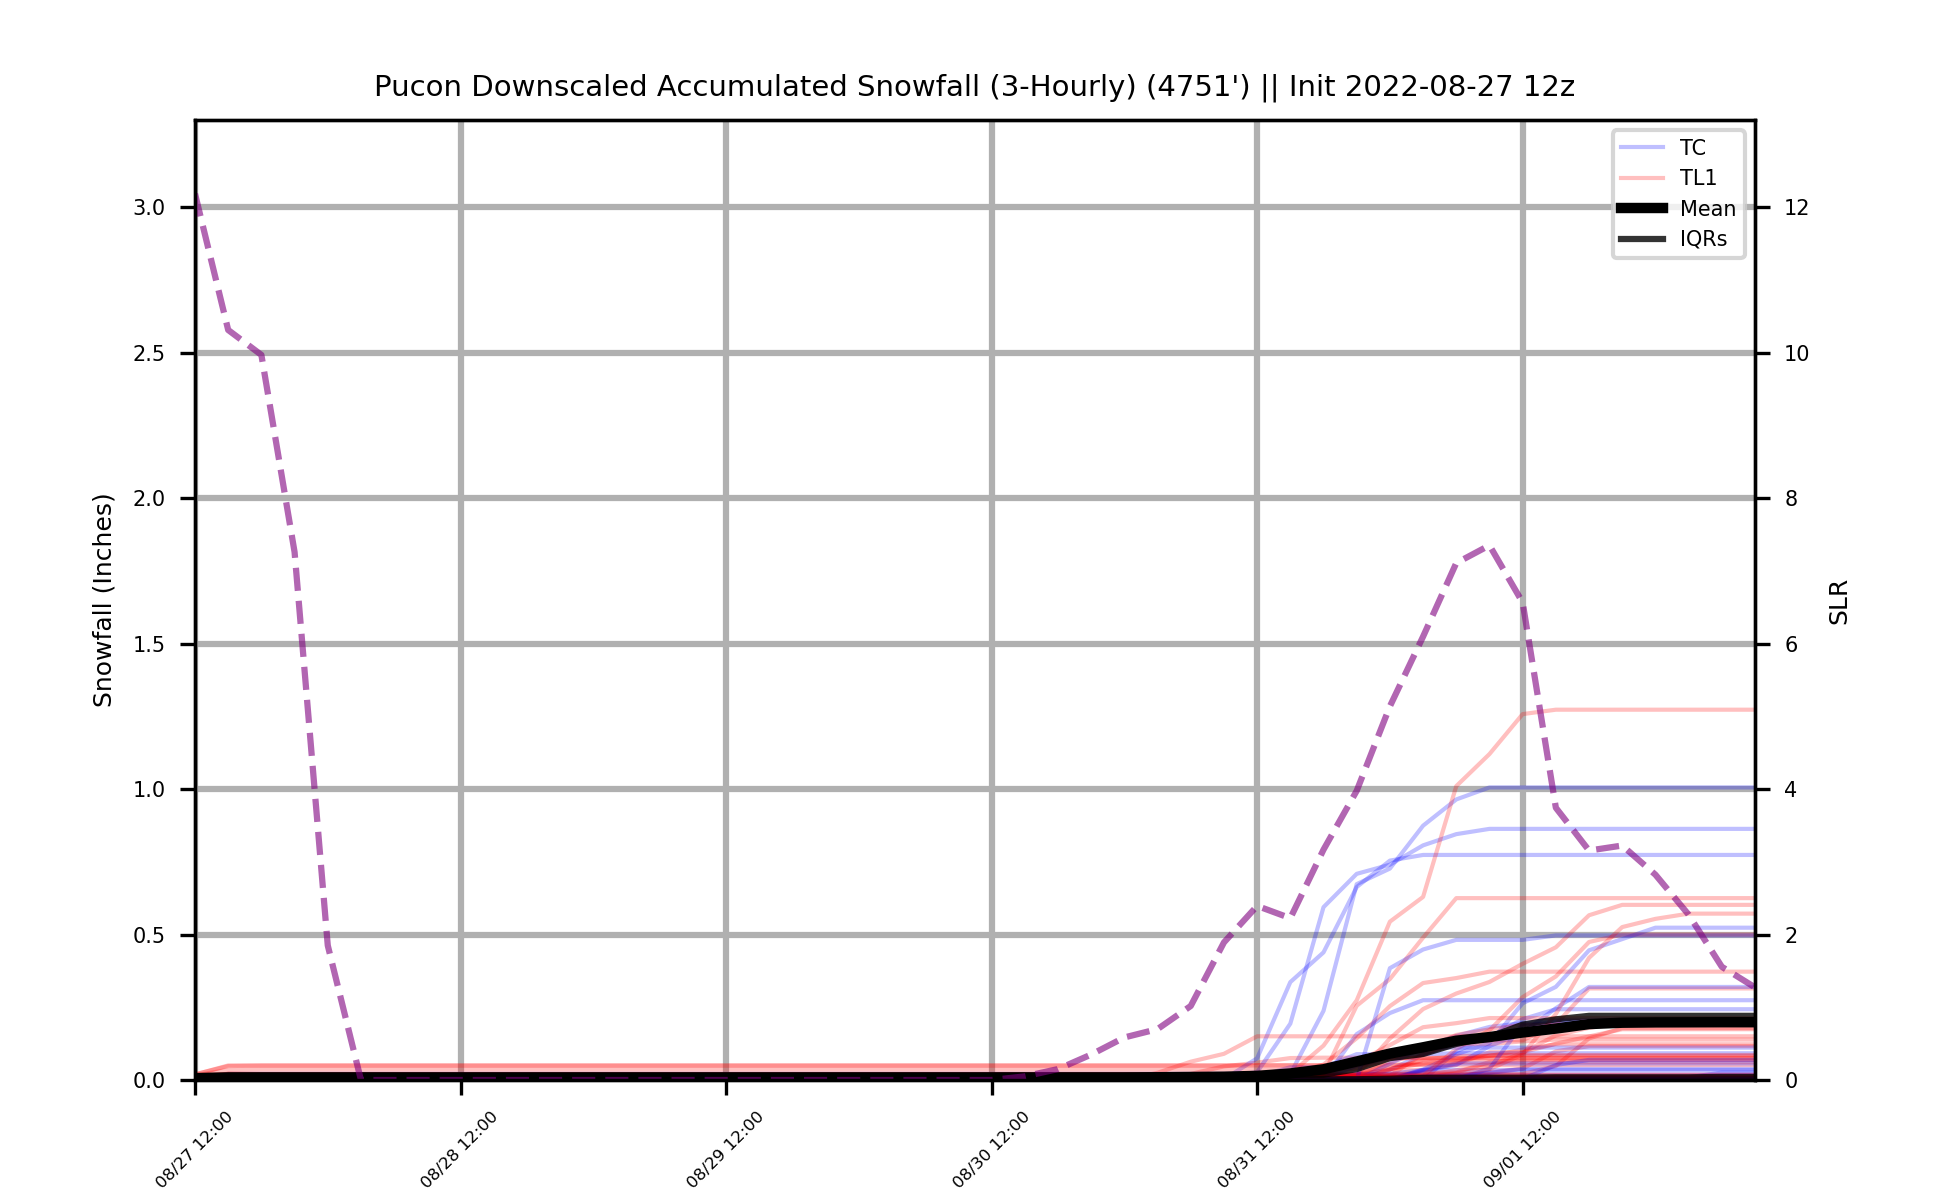 Pucon Downscaled Accumulated Snowfall (3-Hourly) (4751') || Init 2022-08-27 12z
TC
TL1
Mean
IQRs
Snowfall (Inches)
3.0
2.5
2.0
1.5
1.0
0.5
0.0
12
10
8
6
4
2
0
SLR
08/27 12:00
08/28 12:00
08/29 12:00
08/30 12:00
08/31 12:00
09/01 12:00